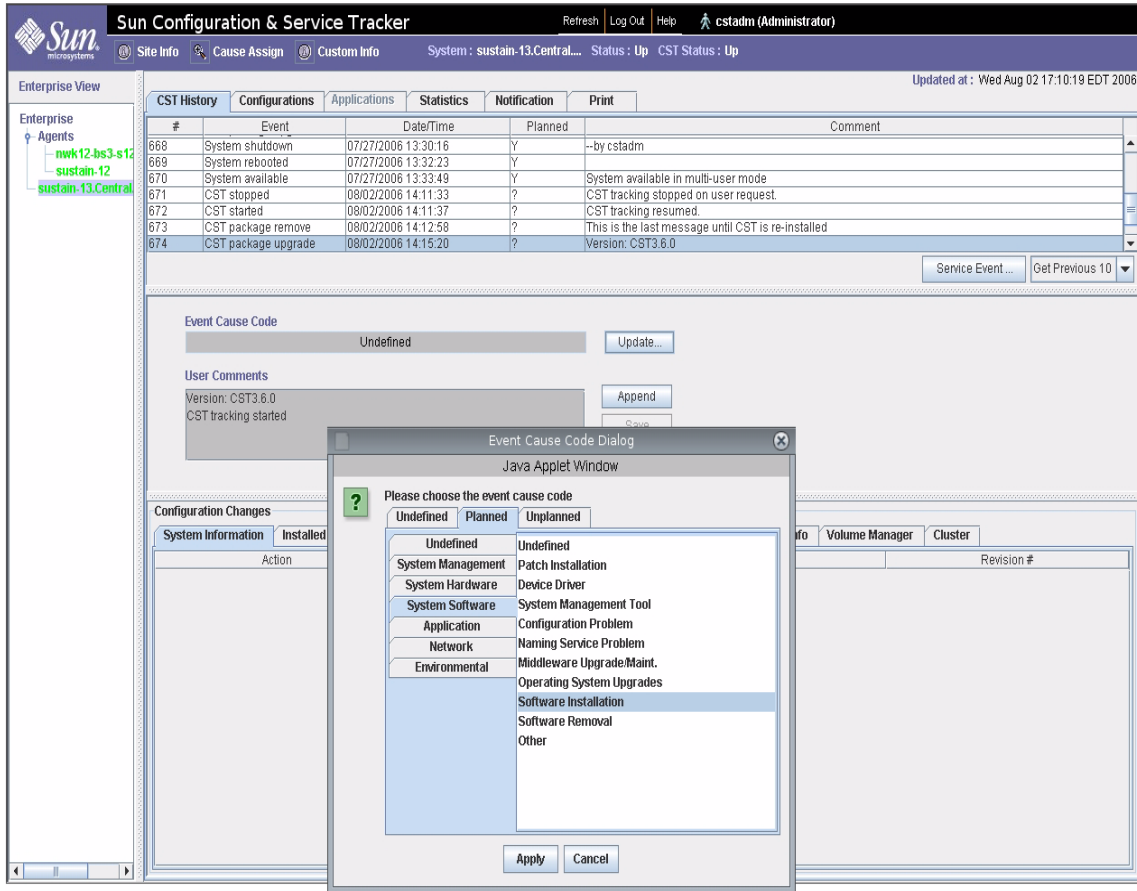 Sun Configuration & Service Tracker
Refresh Log Out Help cstadm (Administrator)
Sun
microsystems
Site Info Cause Assign Custom Info System : sustain-13.Central.... Status : Up CST Status : Up
Enterprise View
Updated at : Wed Aug 02 17:10:19 EDT 2006
Enterprise
Agents
nwk12-bs3-s12
sustain-12
sustain-13.Central.
CST History Configurations Applications Statistics Notification Print
# Event Date/Time Planned Comment
668 System shutdown 07/27/2006 13:30:16 Y --by cstadm
669 System rebooted 07/27/2006 13:32:23 Y
670 System available 07/27/2006 13:33:49 Y System available in multi-user mode
671 CST stopped 08/02/2006 14:11:33 ? CST tracking stopped on user request.
672 CST started 08/02/2006 14:11:37 ? CST tracking resumed.
673 CST package remove 08/02/2006 14:12:58 ? This is the last message until CST is re-installed
674 CST package upgrade 08/02/2006 14:15:20 ? Version: CST3.6.0
Service Event ... Get Previous 10
Event Cause Code
Undefined Update...
User Comments
Version: CST3.6.0
CST tracking started
Append
Save
Event Cause Code Dialog
Java Applet Window
Please choose the event cause code
Undefined Planned Unplanned
Undefined
System Management
System Hardware
System Software
Application
Network
Environmental
Undefined
Patch Installation
Device Driver
System Management Tool
Configuration Problem
Naming Service Problem
Middleware Upgrade/Maint.
Operating System Upgrades
Software Installation
Software Removal
Other
Apply Cancel
Configuration Changes
System Information Installed
Volume Manager Cluster
Action Revision #